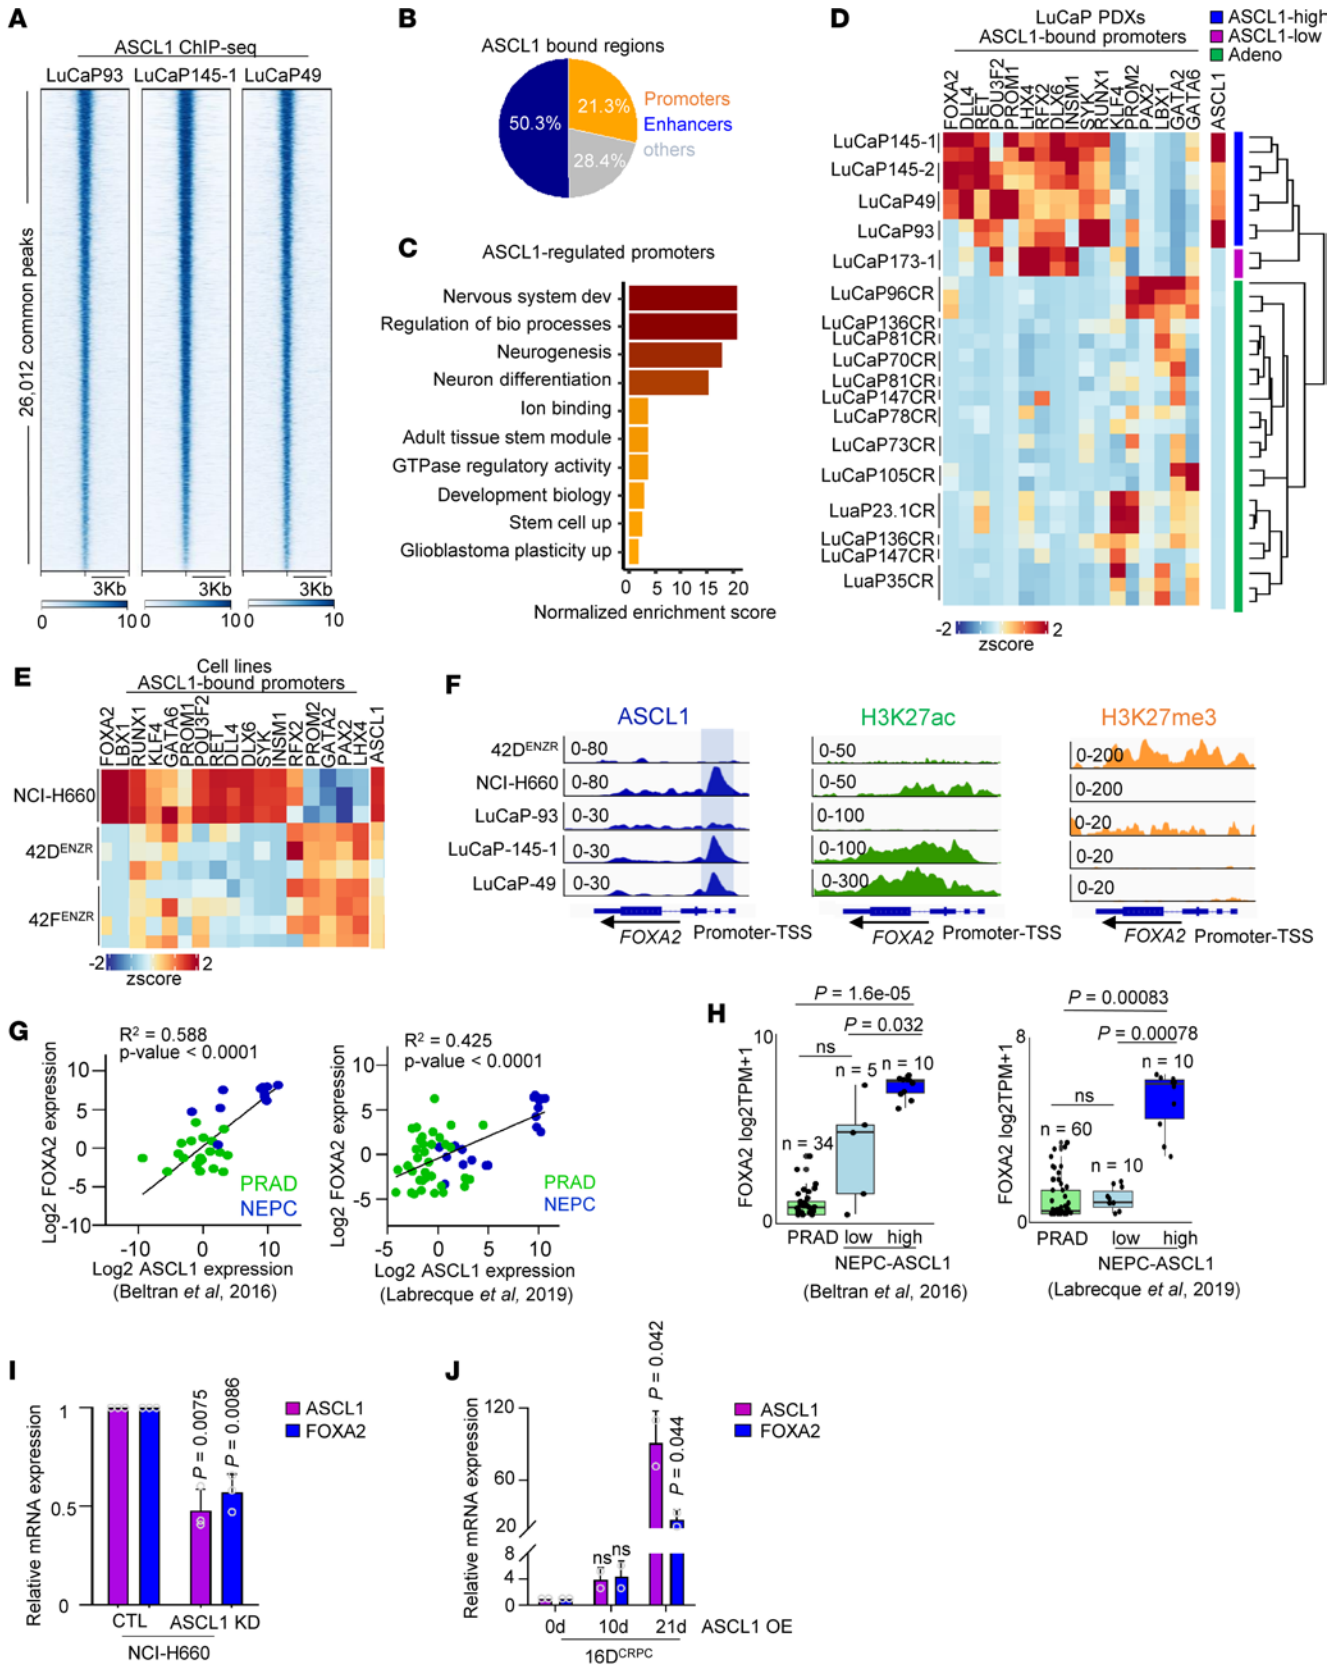 A
ASCL1 ChIP-seq
LuCaP93 LuCaP145-1 LuCaP49
26,012 common peaks
3Kb 3Kb 3Kb
0 10 0 10 0 10
B
ASCL1 bound regions
50.3%
21.3%
28.4%
Promoters
Enhancers
others
C
ASCL1-regulated promoters
Nervous system dev
Regulation of bio processes
Neurogenesis
Neuron differentiation
Ion binding
Adult tissue stem module
GTPase regulatory activity
Development biology
Stem cell up
Glioblastoma plasticity up
0 5 10 15 20
Normalized enrichment score
D
LuCaP PDXs
ASCL1-bound promoters
ASCL1-high
ASCL1-low
Adeno
FOXA2 DLL4 RET POU3F2 PROM1 LHX4 RFX2 DLX6 INSM1 SYK RUNX1 KLF4 PROM2 PAX2 LBX1 GATA2 GATA6 ASCL1
LuCaP145-1
LuCaP145-2
LuCaP49
LuCaP93
LuCaP173-1
LuCaP96CR
LuCaP136CR
LuCaP81CR
LuCaP70CR
LuCaP81CR
LuCaP147CR
LuCaP78CR
LuCaP73CR
LuCaP105CR
LuaP23.1CR
LuCaP136CR
LuCaP147CR
LuaP35CR
-2 2
zscore
E
Cell lines
ASCL1-bound promoters
FOXA2 LBX1 RUNX1 KLF4 GATA6 PROM1 POU3F2 RET DLL4 DLX6 SYK INSM1 RFX2 PROM2 GATA2 PAX2 LHX4 ASCL1
NCI-H660
42DENZR
42FENZR
-2 2
zscore
F
ASCL1 H3K27ac H3K27me3
42DENZR 0-80 0-50 0-200
NCI-H660 0-80 0-50 0-200
LuCaP-93 0-30 0-100 0-20
LuCaP-145-1 0-30 0-100 0-20
LuCaP-49 0-30 0-300 0-20
FOXA2 Promoter-TSS FOXA2 Promoter-TSS FOXA2 Promoter-TSS
G
R2 = 0.588
p-value < 0.0001
Log2 FOXA2 expression
10
5
0
-5
-10
PRAD
NEPC
-10 0 10
Log2 ASCL1 expression
(Beltran et al, 2016)
R2 = 0.425
p-value < 0.0001
Log2 FOXA2 expression
10
5
0
-5
PRAD
NEPC
-5 0 5 10
Log2 ASCL1 expression
(Labrecque et al, 2019)
H
P = 1.6e-05
P = 0.032
ns
n = 5
n = 10
n = 34
FOXA2 log2TPM+1
10
0
PRAD low high
NEPC-ASCL1
(Beltran et al, 2016)
P = 0.00083
P = 0.00078
n = 10
ns
n = 60
n = 10
FOXA2 log2TPM+1
8
0
PRAD low high
NEPC-ASCL1
(Labrecque et al, 2019)
I
Relative mRNA expression
1
0.5
0
P = 0.0075
P = 0.0086
ASCL1
FOXA2
CTL ASCL1 KD
NCI-H660
J
Relative mRNA expression
120
60
20
8
4
0
ns ns
P = 0.042
P = 0.044
ASCL1
FOXA2
0d 10d 21d ASCL1 OE
16DCRPC